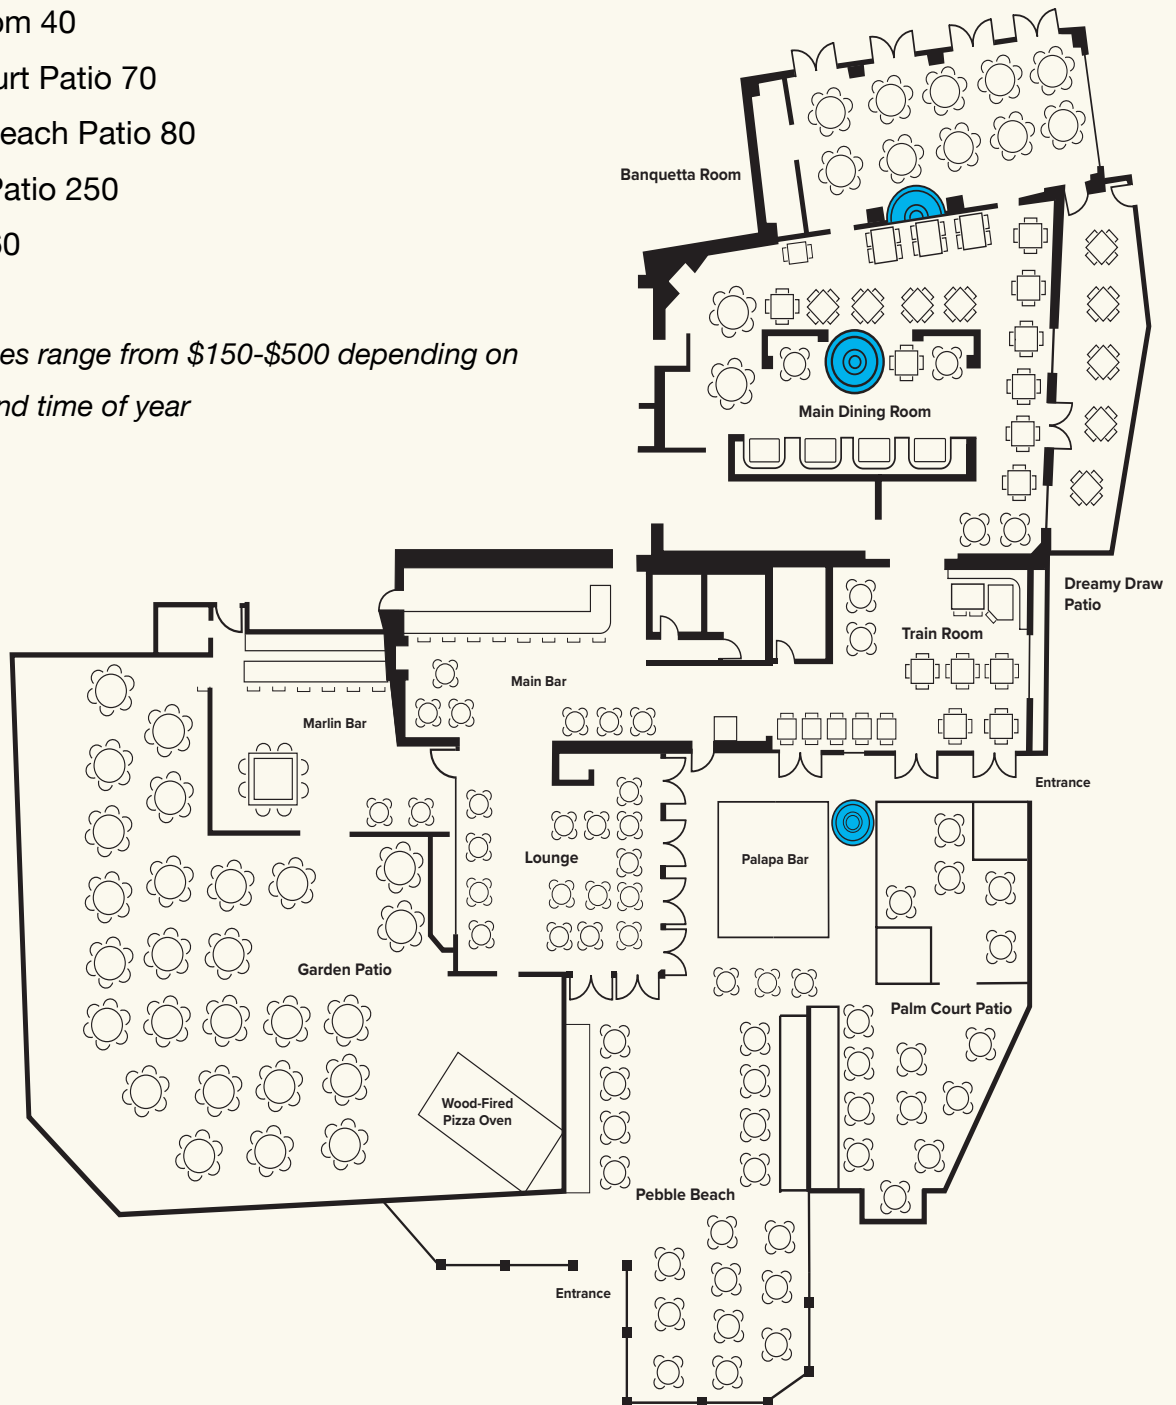 om 40
urt Patio 70
each Patio 80
Patio 250
60
es range from $150-$500 depending on
nd time of year
Banquetta Room
Main Dining Room
Dreamy Draw
Patio
Train Room
Main Bar
Marlin Bar
Entrance
Lounge
Palapa Bar
Garden Patio
Palm Court Patio
Wood-Fired
Pizza Oven
Pebble Beach
Entrance